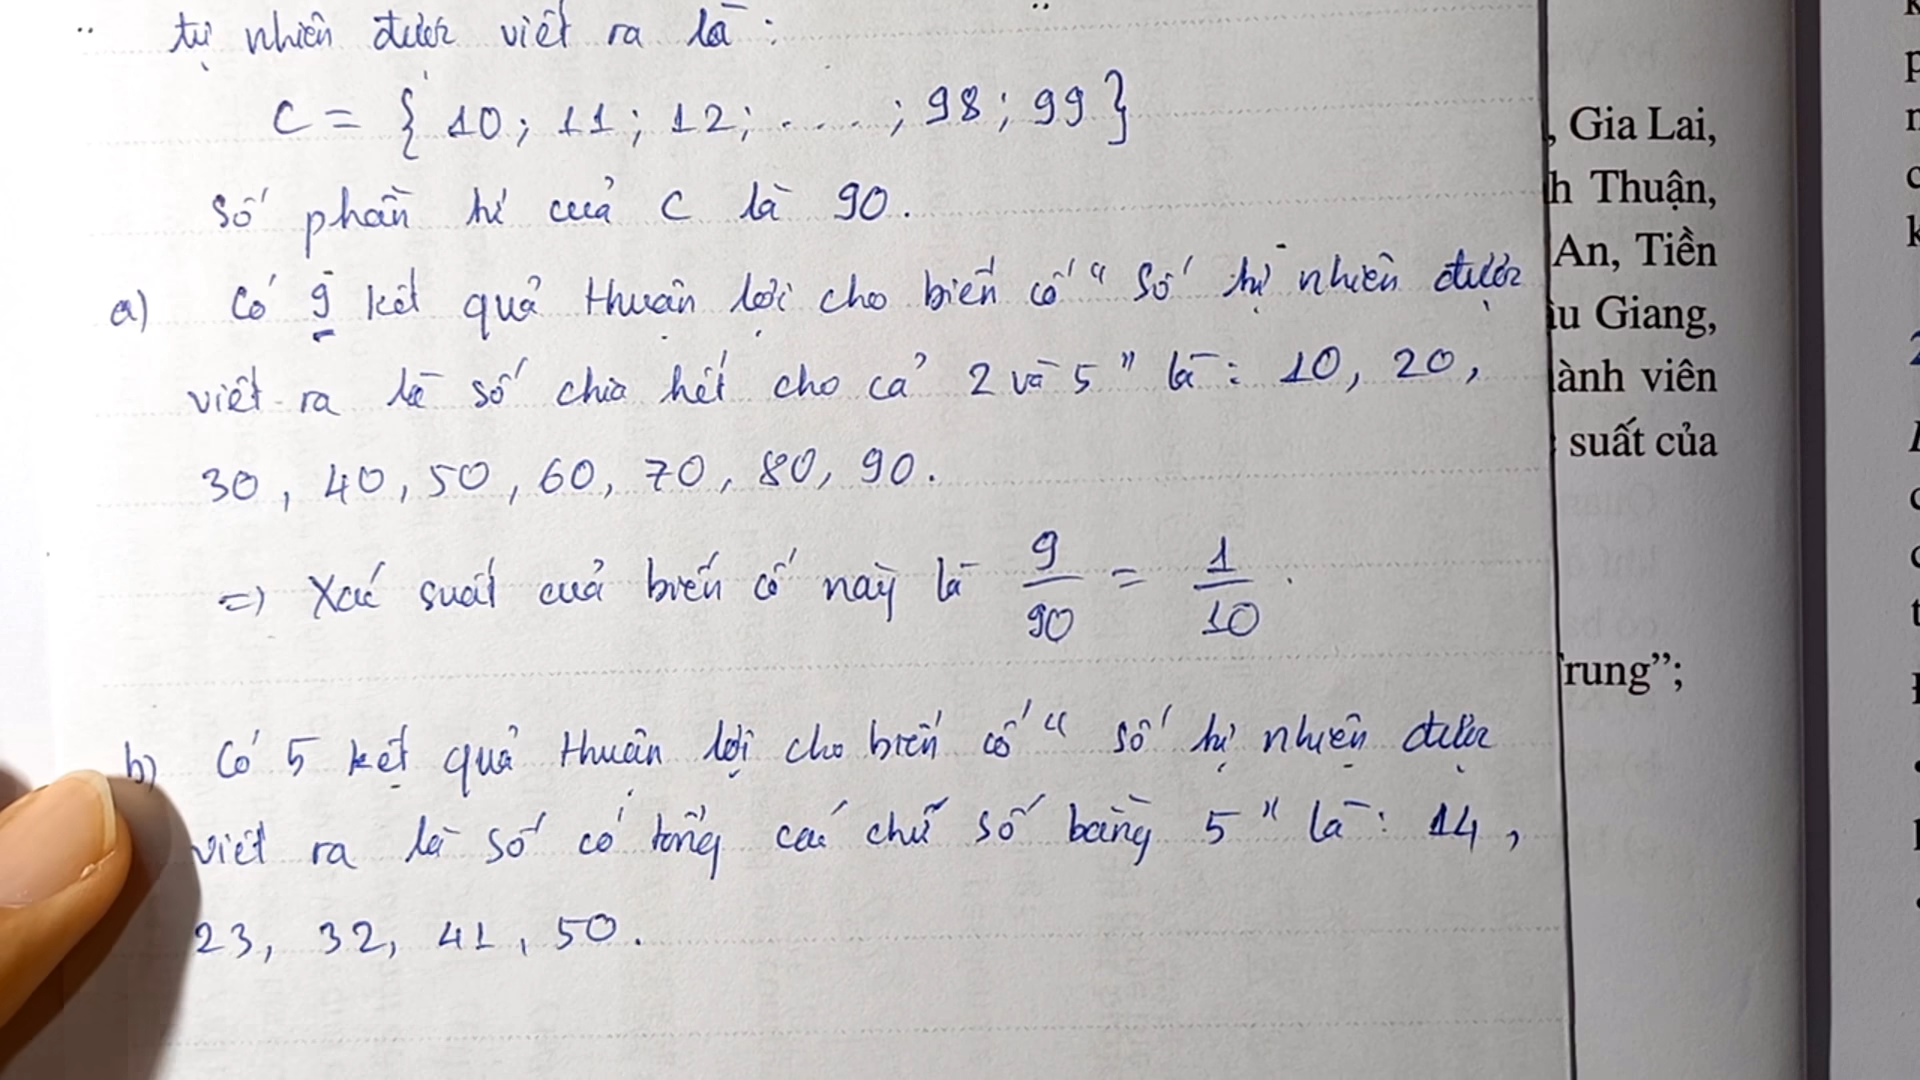 tự nhiên được viết ra là :
C = { 10 ; 11 ; 12 ; . . . . ; 98 ; 99 }
Số phần tử của C là 90 .
a) Có 9 kết quả thuận lợi cho biến cố " Số tự nhiên được
viết ra là số chia hết cho cả 2 và 5 " là : 10 , 20 ,
30 , 40 , 50 , 60 , 70 , 80 , 90 .
=> Xác suất của biến cố này là 9/90 = 1/10 .
b) Có 5 kết quả thuận lợi cho biến cố " Số tự nhiên được
viết ra là số có tổng các chữ số bằng 5 " là : 14 ,
23 , 32 , 41 , 50 .
, Gia Lai,
h Thuận,
An, Tiền
u Giang,
ành viên
suất của
rung”;